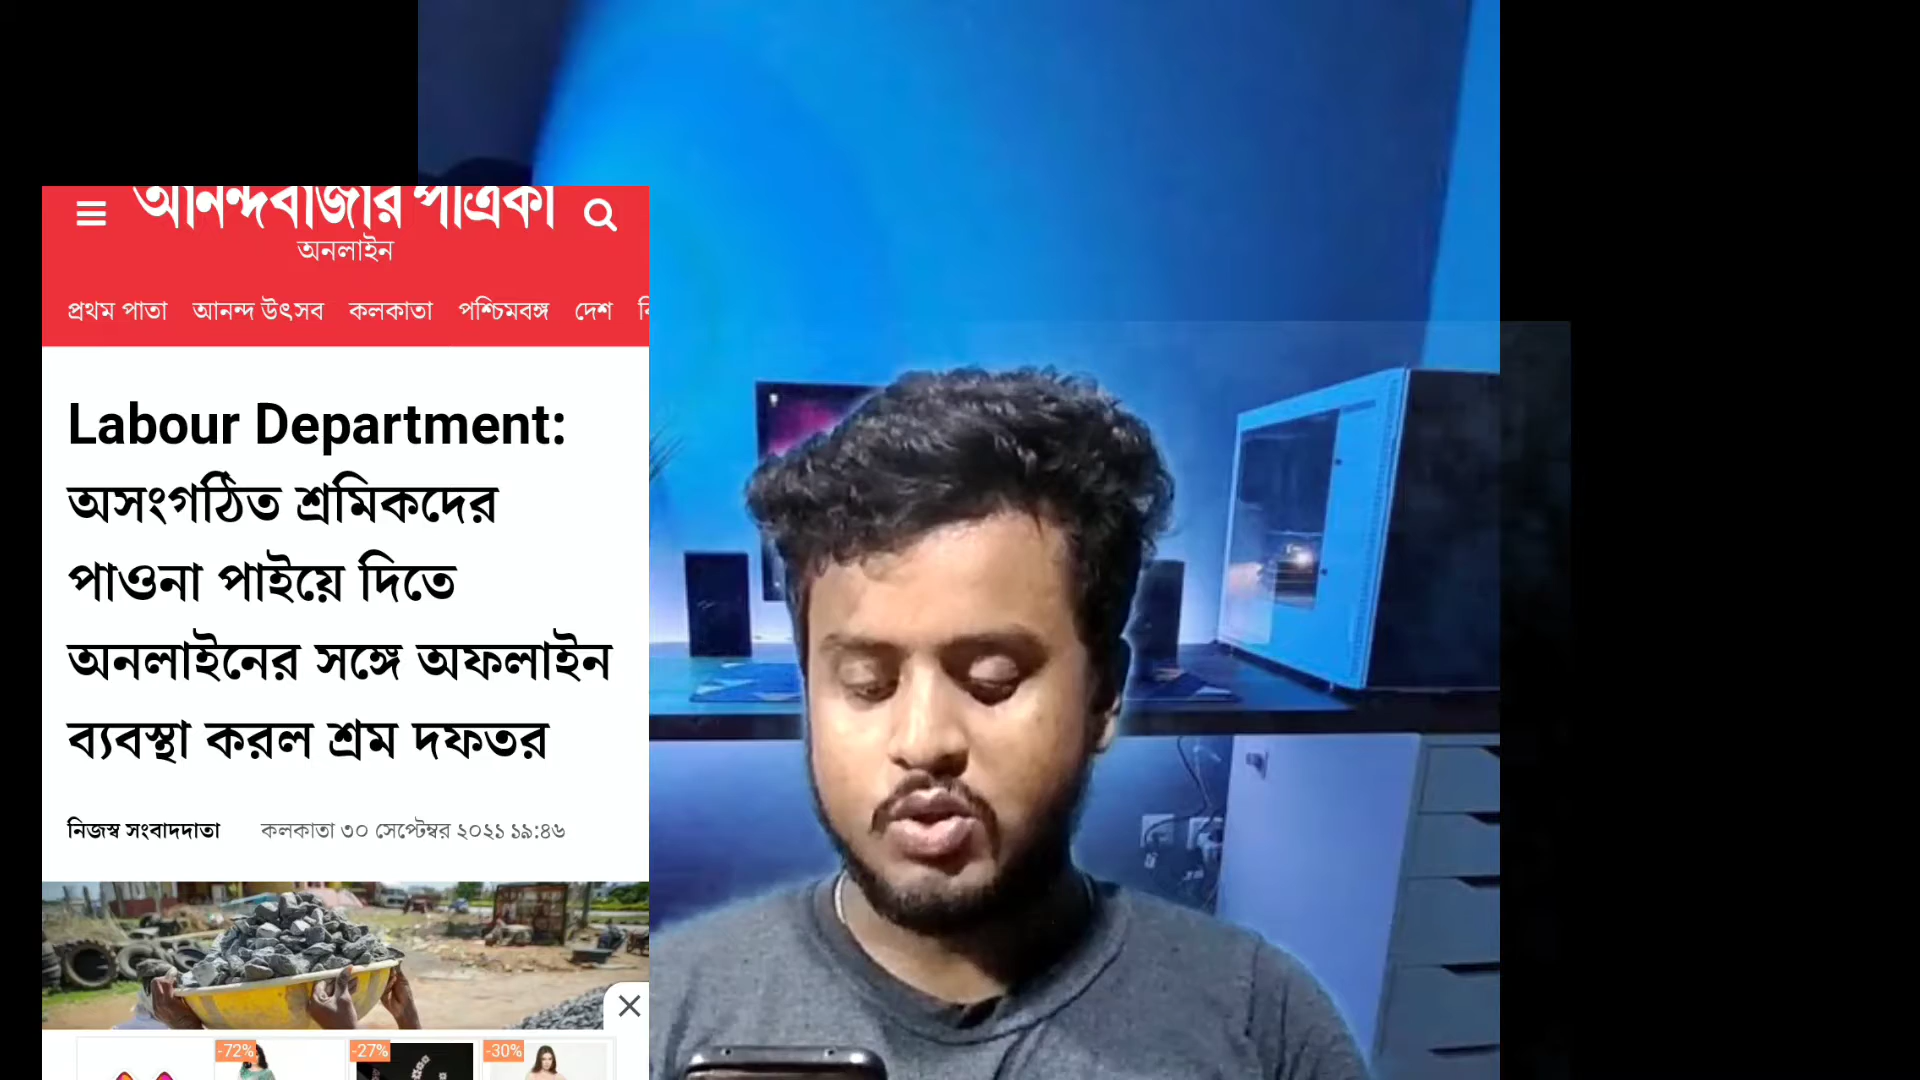 আনন্দবাজার পত্রিকা
অনলাইন
প্রথম পাতা আনন্দ উৎসব কলকাতা পশ্চিমবঙ্গ দেশ
Labour Department:
অসংগঠিত শ্রমিকদের
পাওনা পাইয়ে দিতে
অনলাইনের সঙ্গে অফলাইন
ব্যবস্থা করল শ্রম দফতর
নিজস্ব সংবাদদাতা কলকাতা ৩০ সেপ্টেম্বর ২০২১ ১৯:৪৬
-72% -27% -30%